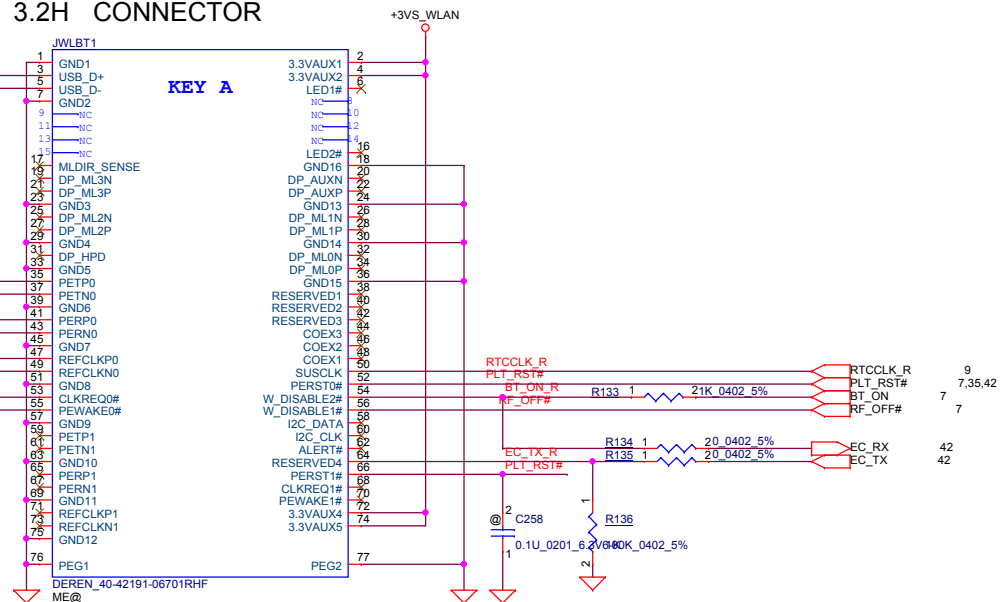 3.2H CONNECTOR
+3VS_WLAN
JWLBT1
KEY A
1 GND1 3.3VAUX1 2
3 USB_D+ 3.3VAUX2 4
5 USB_D- LED1# 6
7 GND2 NC 8
9 NC NC 10
11 NC NC 12
13 NC NC 14
15 NC LED2# 16
17 MLDIR_SENSE GND16 18
19 DP_ML3N DP_AUXN 20
21 DP_ML3P DP_AUXP 22
23 GND3 GND13 24
25 DP_ML2N DP_ML1N 26
27 DP_ML2P DP_ML1P 28
29 GND4 GND14 30
31 DP_HPD DP_ML0N 32
33 GND5 DP_ML0P 34
35 PETP0 GND15 36
37 PETN0 RESERVED1 38
39 GND6 RESERVED2 40
41 PERP0 RESERVED3 42
43 PERN0 COEX3 44
45 GND7 COEX2 46
47 REFCLKP0 COEX1 48
49 REFCLKN0 SUSCLK 50 RTCCLK_R RTCCLK_R 9
51 GND8 PERST0# 52 PLT_RST# PLT_RST# 7,35,42
53 CLKREQ0# W_DISABLE2# 54 BT_ON_R R133 1 2 1K_0402_5% BT_ON 7
55 PEWAKE0# W_DISABLE1# 56 RF_OFF# RF_OFF# 7
57 GND9 I2C_DATA 58
59 PETP1 I2C_CLK 60
61 PETN1 ALERT# 62 R134 1 2 0_0402_5% EC_RX 42
63 GND10 RESERVED4 64 EC_TX_R R135 1 2 0_0402_5% EC_TX 42
65 PERP1 PERST1# 66 PLT_RST#
67 PERN1 CLKREQ1# 68
69 GND11 PEWAKE1# 70
71 REFCLKP1 3.3VAUX4 72
73 REFCLKN1 3.3VAUX5 74
75 GND12
76 PEG1 PEG2 77
@ 2 C258 1 R136
1 2
DEREN_40-42191-06701RHF
ME@